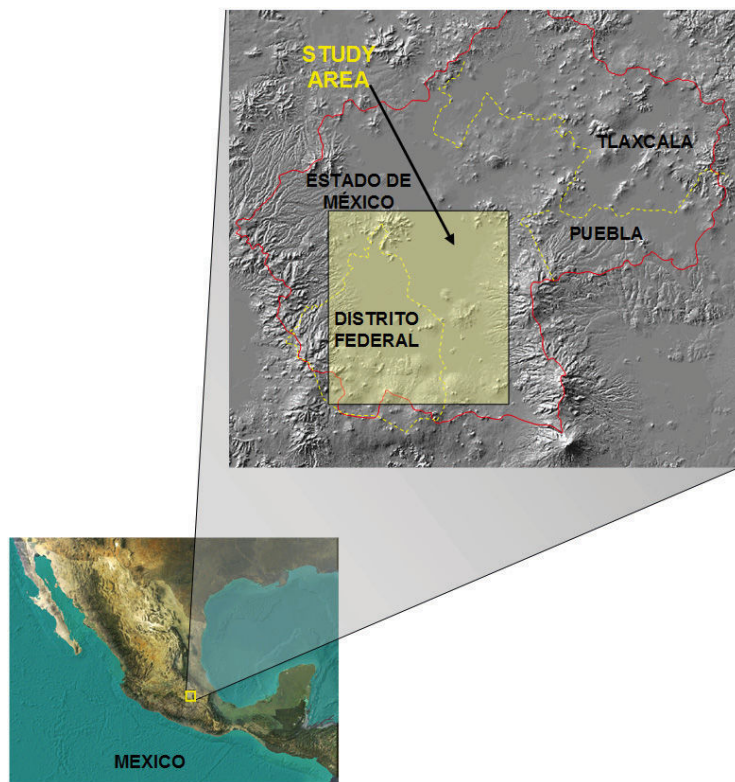 STUDY
AREA
TLAXCALA
ESTADO DE
MÉXICO
PUEBLA
DISTRITO
FEDERAL
MEXICO